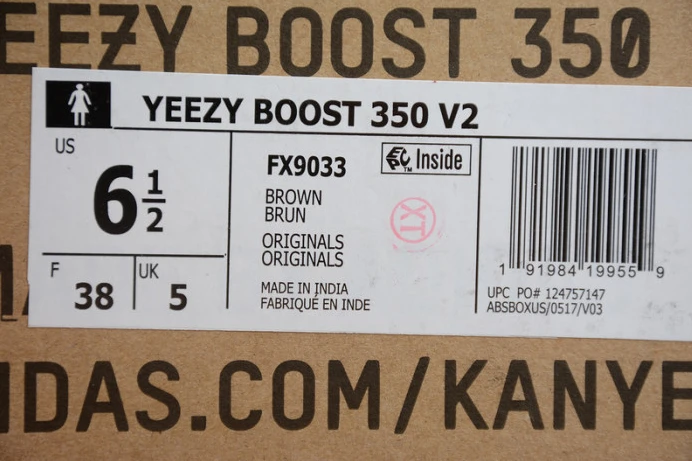 EEZY BOOST 350
YEEZY BOOST 350 V2
US
6 1/2
F
38
UK
5
FX9033
EPC™ Inside
BROWN
BRUN
ORIGINALS
ORIGINALS
MADE IN INDIA
FABRIQUÉ EN INDE
XT
1 91984 19955 9
UPC PO# 124757147
ABSBOXUS/0517/V03
IDAS.COM/KANYE